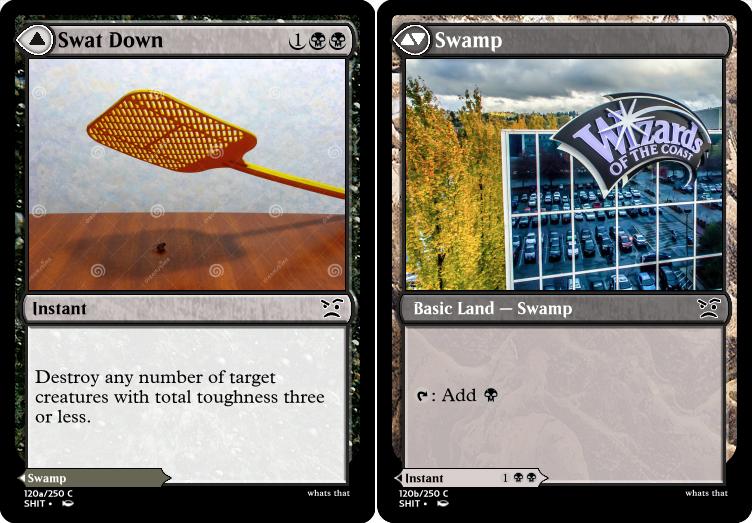 Swat Down
1
Instant
Destroy any number of target
creatures with total toughness three
or less.
Swamp
120a/250 C
SHIT •
whats that
Swamp
Wizards
OF THE COAST
Basic Land — Swamp
: Add
Instant 1
120b/250 C
SHIT •
whats that